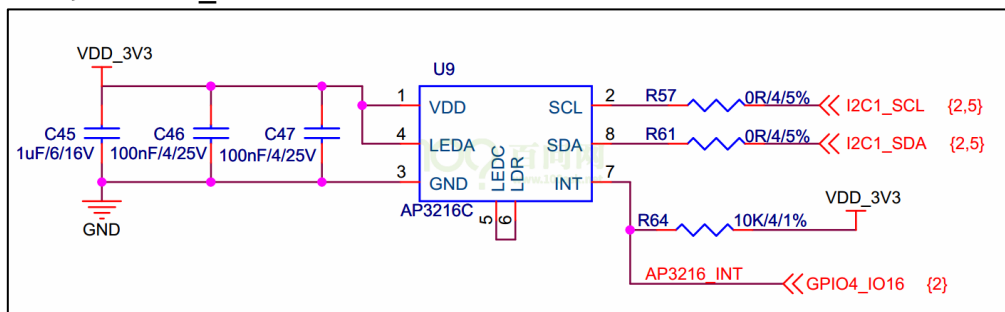 VDD_3V3
U9
1 VDD SCL 2 R57 0R/4/5% I2C1_SCL {2,5}
C45 C46 C47
1uF/6/16V 100nF/4/25V 100nF/4/25V
4 LEDA SDA 8 R61 0R/4/5% I2C1_SDA {2,5}
3 GND INT 7
LEDC LDR
AP3216C
5 6
GND
VDD_3V3
R64 10K/4/1%
AP3216_INT GPIO4_IO16 {2}